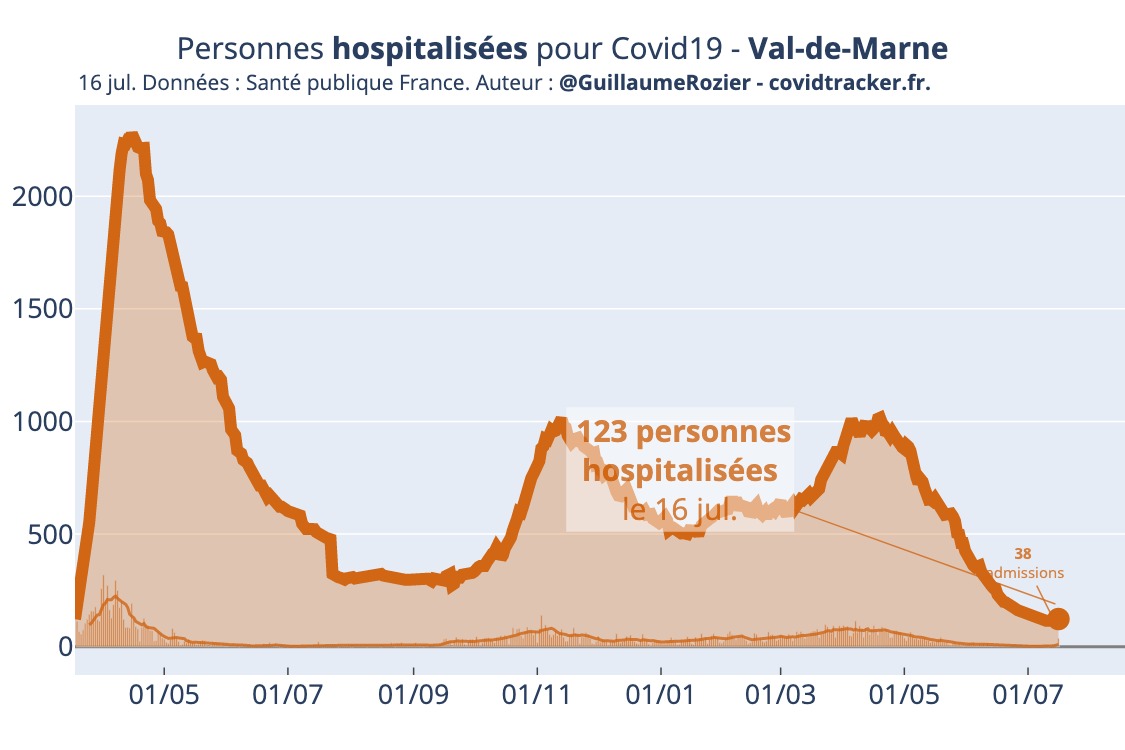 Personnes hospitalisées pour Covid19 - Val-de-Marne
16 jul. Données : Santé publique France. Auteur : @GuillaumeRozier - covidtracker.fr.
2000
1500
1000
500
0
123 personnes
hospitalisées
le 16 jul.
38
admissions
01/05
01/07
01/09
01/11
01/01
01/03
01/05
01/07